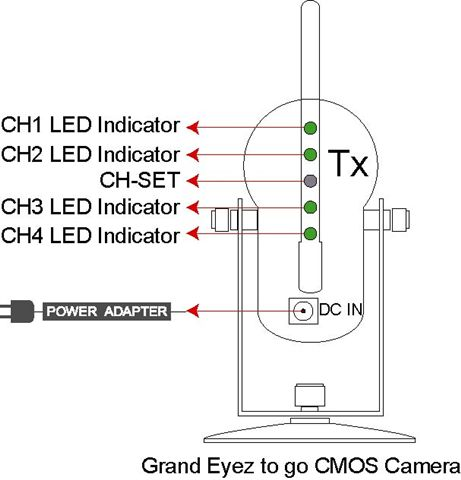 CH1 LED Indicator
CH2 LED Indicator
Tx
CH-SET
CH3 LED Indicator
CH4 LED Indicator
POWER ADAPTER
DC IN
Grand Eyez to go CMOS Camera